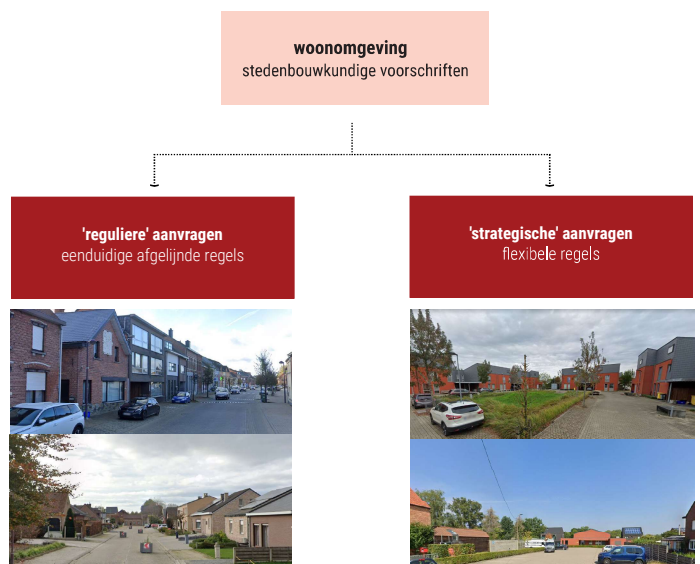 woonomgeving
stedenbouwkundige voorschriften
'reguliere' aanvragen
eenduidige afgelijnde regels
'strategische' aanvragen
flexibele regels